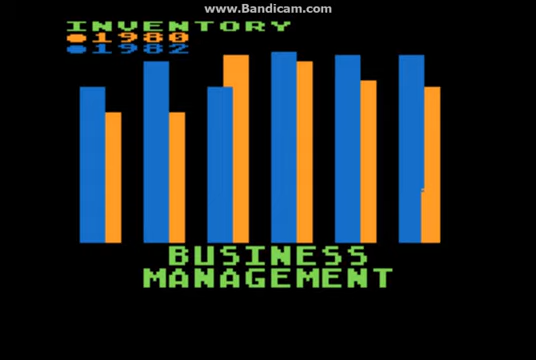 www.Bandicam.com
INVENTORY
1980
1982
BUSINESS
MANAGEMENT